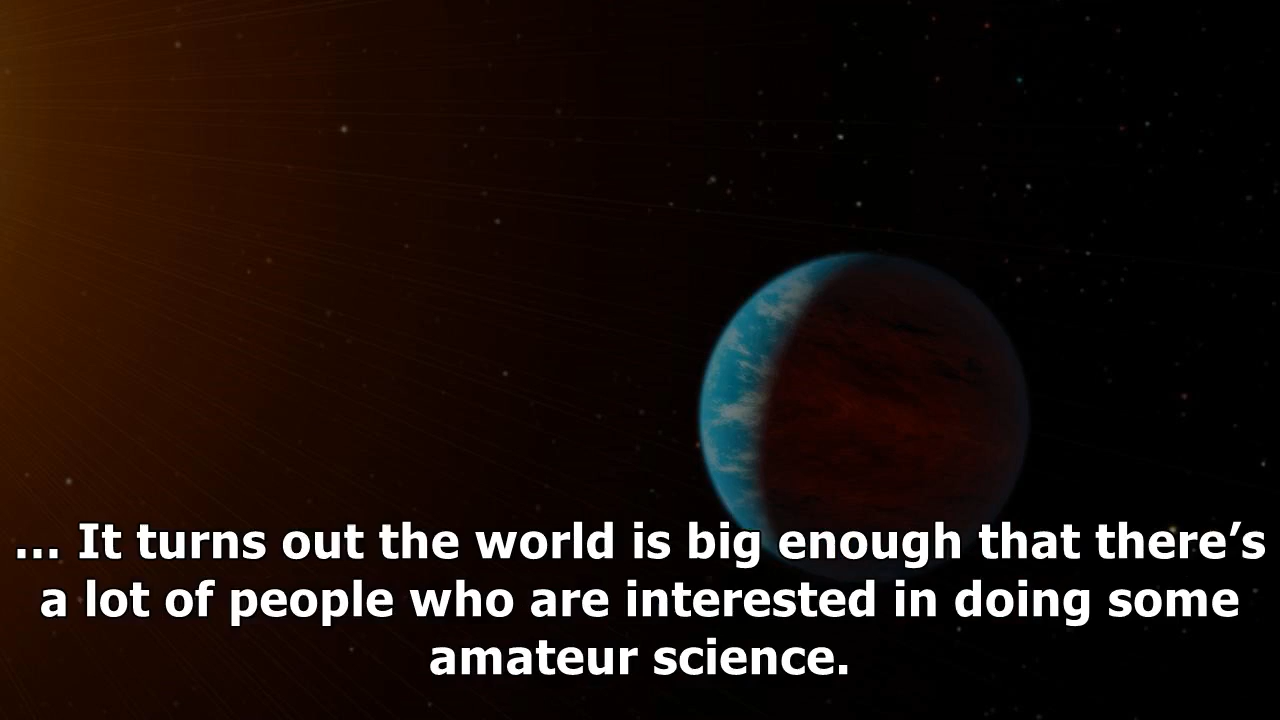 ... It turns out the world is big enough that there’s
a lot of people who are interested in doing some
amateur science.